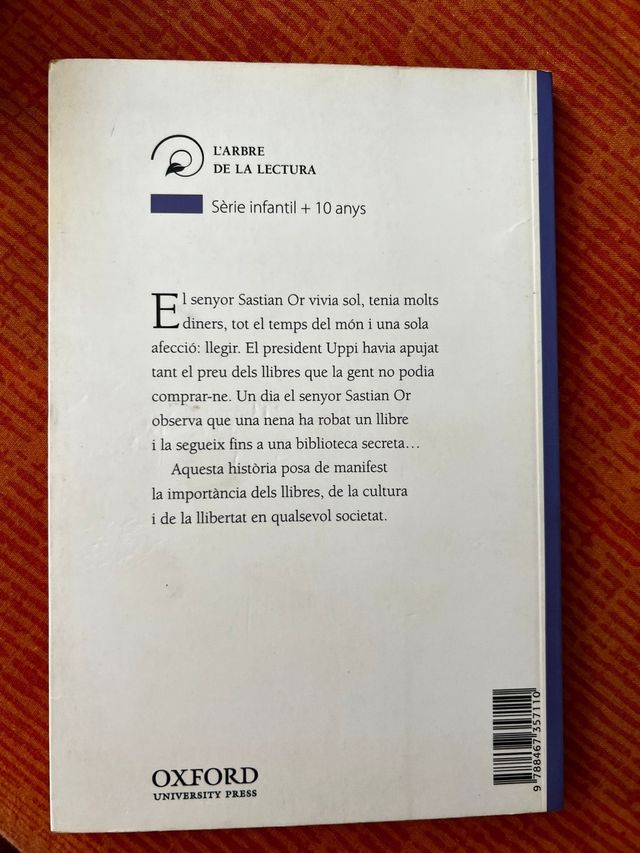 L'ARBRE
DE LA LECTURA
Sèrie infantil + 10 anys
El senyor Sastian Or vivia sol, tenia molts
diners, tot el temps del món i una sola
afecció: llegir. El president Uppi havia apujat
tant el preu dels llibres que la gent no podia
comprar-ne. Un dia el senyor Sastian Or
observa que una nena ha robat un llibre
i la segueix fins a una biblioteca secreta...
Aquesta història posa de manifest
la importància dels llibres, de la cultura
i de la llibertat en qualsevol societat.
OXFORD
UNIVERSITY PRESS
9 788467 357110